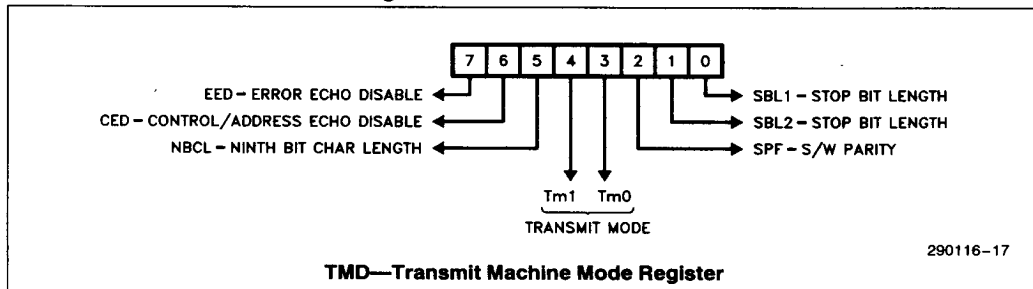 7 6 5 4 3 2 1 0
EED – ERROR ECHO DISABLE
CED – CONTROL/ADDRESS ECHO DISABLE
NBCL – NINTH BIT CHAR LENGTH
SBL1 – STOP BIT LENGTH
SBL2 – STOP BIT LENGTH
SPF – S/W PARITY
Tm1 Tm0
TRANSMIT MODE
290116–17
TMD—Transmit Machine Mode Register